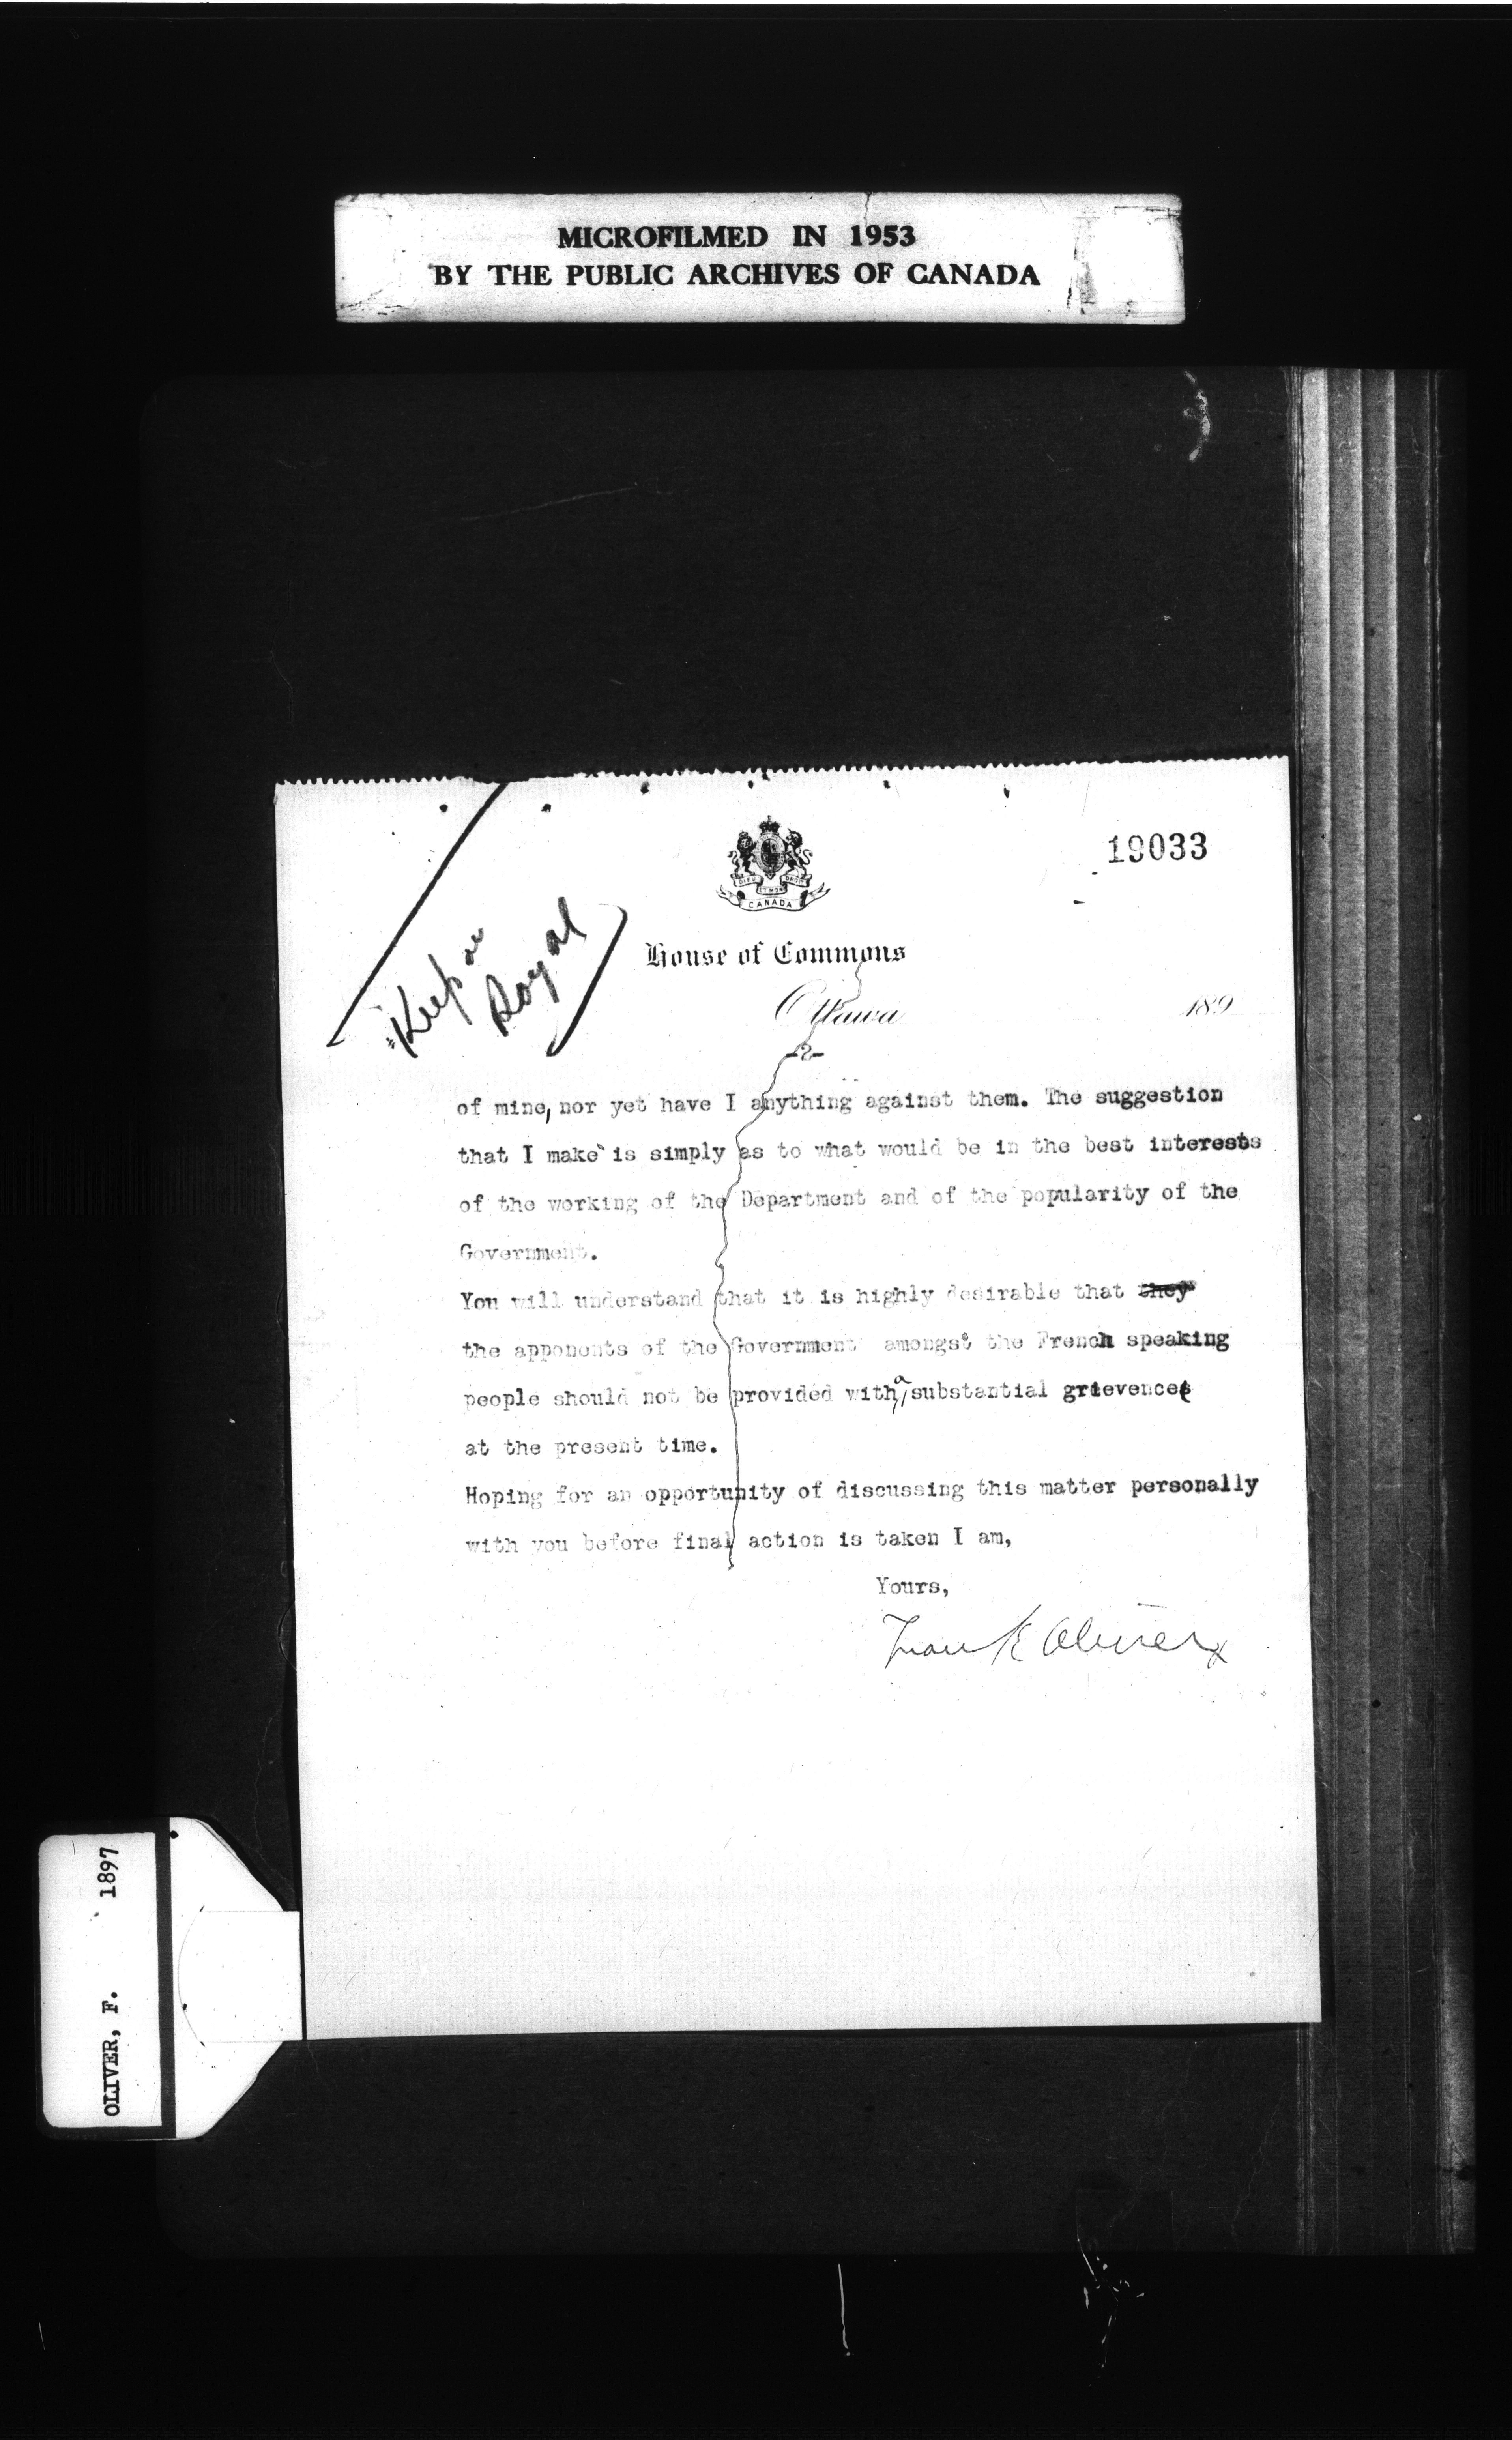 MICROFILMED IN 1953
BY THE PUBLIC ARCHIVES OF CANADA
19033
DIEU ET MON DROIT
CANADA
House of Commons
Ottawa 189
Royal
-2-
of mine, nor yet have I anything against them. The suggestion
that I make is simply as to what would be in the best interests
of the working of the Department and of the popularity of the
Government.
You will understand that it is highly desirable that they
the apponents of the Government amongst the French speaking
people should not be provided with a substantial grievence
at the present time.
Hoping for an opportunity of discussing this matter personally
with you before final action is taken I am,
Yours,
Frank Oliver
OLIVER, F. 1897